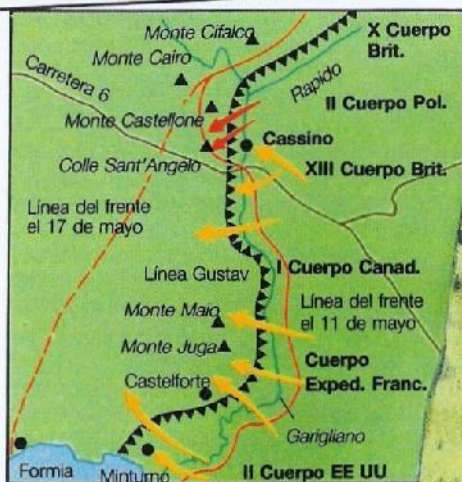 Monte Cifalco
X Cuerpo
Brit.
Monte Cairo
Carretera 6
Rapido
II Cuerpo Pol.
Monte Castellone
Cassino
Colle Sant'Angelo
XIII Cuerpo Brit.
Línea del frente
el 17 de mayo
I Cuerpo Canad.
Línea Gustav
Línea del frente
el 11 de mayo
Monte Maio
Monte Juga
Cuerpo
Exped. Franc.
Castelforte
Garigliano
Formia
Minturno
II Cuerpo EE UU